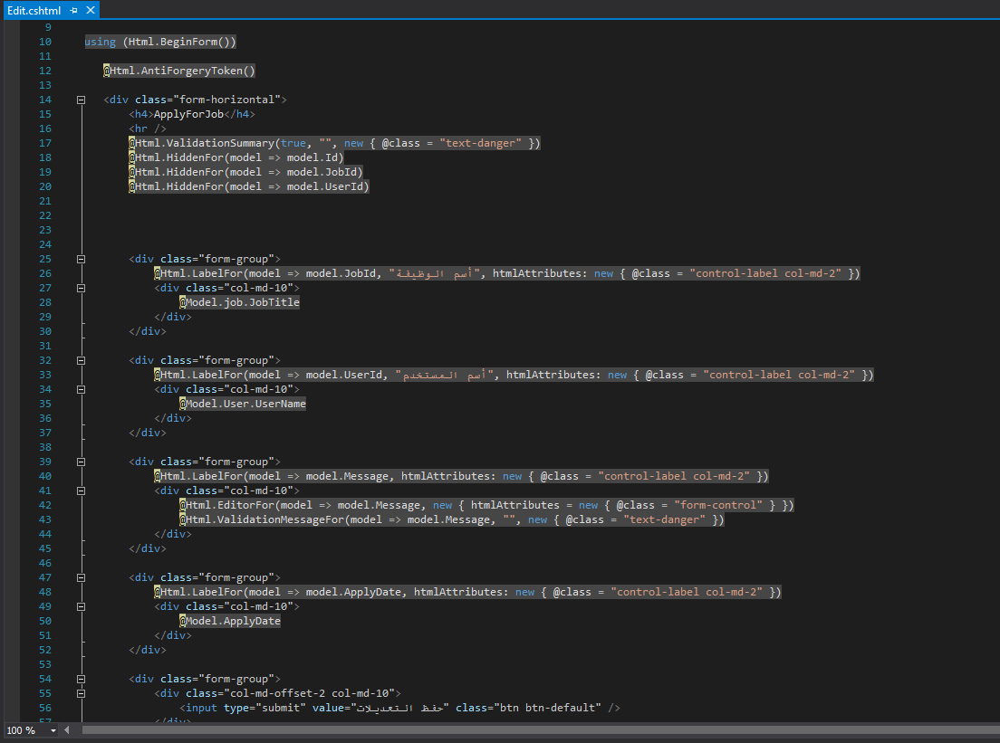 Edit.cshtml
9
10 using (Html.BeginForm())
11
12 @Html.AntiForgeryToken()
13
14 <div class="form-horizontal">
15 <h4>ApplyForJob</h4>
16 <hr />
17 @Html.ValidationSummary(true, "", new { @class = "text-danger" })
18 @Html.HiddenFor(model => model.Id)
19 @Html.HiddenFor(model => model.JobId)
20 @Html.HiddenFor(model => model.UserId)
21
22
23
24
25 <div class="form-group">
26 @Html.LabelFor(model => model.JobId, "أسم الوظيفة", htmlAttributes: new { @class = "control-label col-md-2" })
27 <div class="col-md-10">
28 @Model.job.JobTitle
29 </div>
30 </div>
31
32 <div class="form-group">
33 @Html.LabelFor(model => model.UserId, "أسم المستخدم", htmlAttributes: new { @class = "control-label col-md-2" })
34 <div class="col-md-10">
35 @Model.User.UserName
36 </div>
37 </div>
38
39 <div class="form-group">
40 @Html.LabelFor(model => model.Message, htmlAttributes: new { @class = "control-label col-md-2" })
41 <div class="col-md-10">
42 @Html.EditorFor(model => model.Message, new { htmlAttributes = new { @class = "form-control" } })
43 @Html.ValidationMessageFor(model => model.Message, "", new { @class = "text-danger" })
44 </div>
45 </div>
46
47 <div class="form-group">
48 @Html.LabelFor(model => model.ApplyDate, htmlAttributes: new { @class = "control-label col-md-2" })
49 <div class="col-md-10">
50 @Model.ApplyDate
51 </div>
52 </div>
53
54 <div class="form-group">
55 <div class="col-md-offset-2 col-md-10">
56 <input type="submit" value="حفظ التعديلات" class="btn btn-default" />
57 </div>
100 %